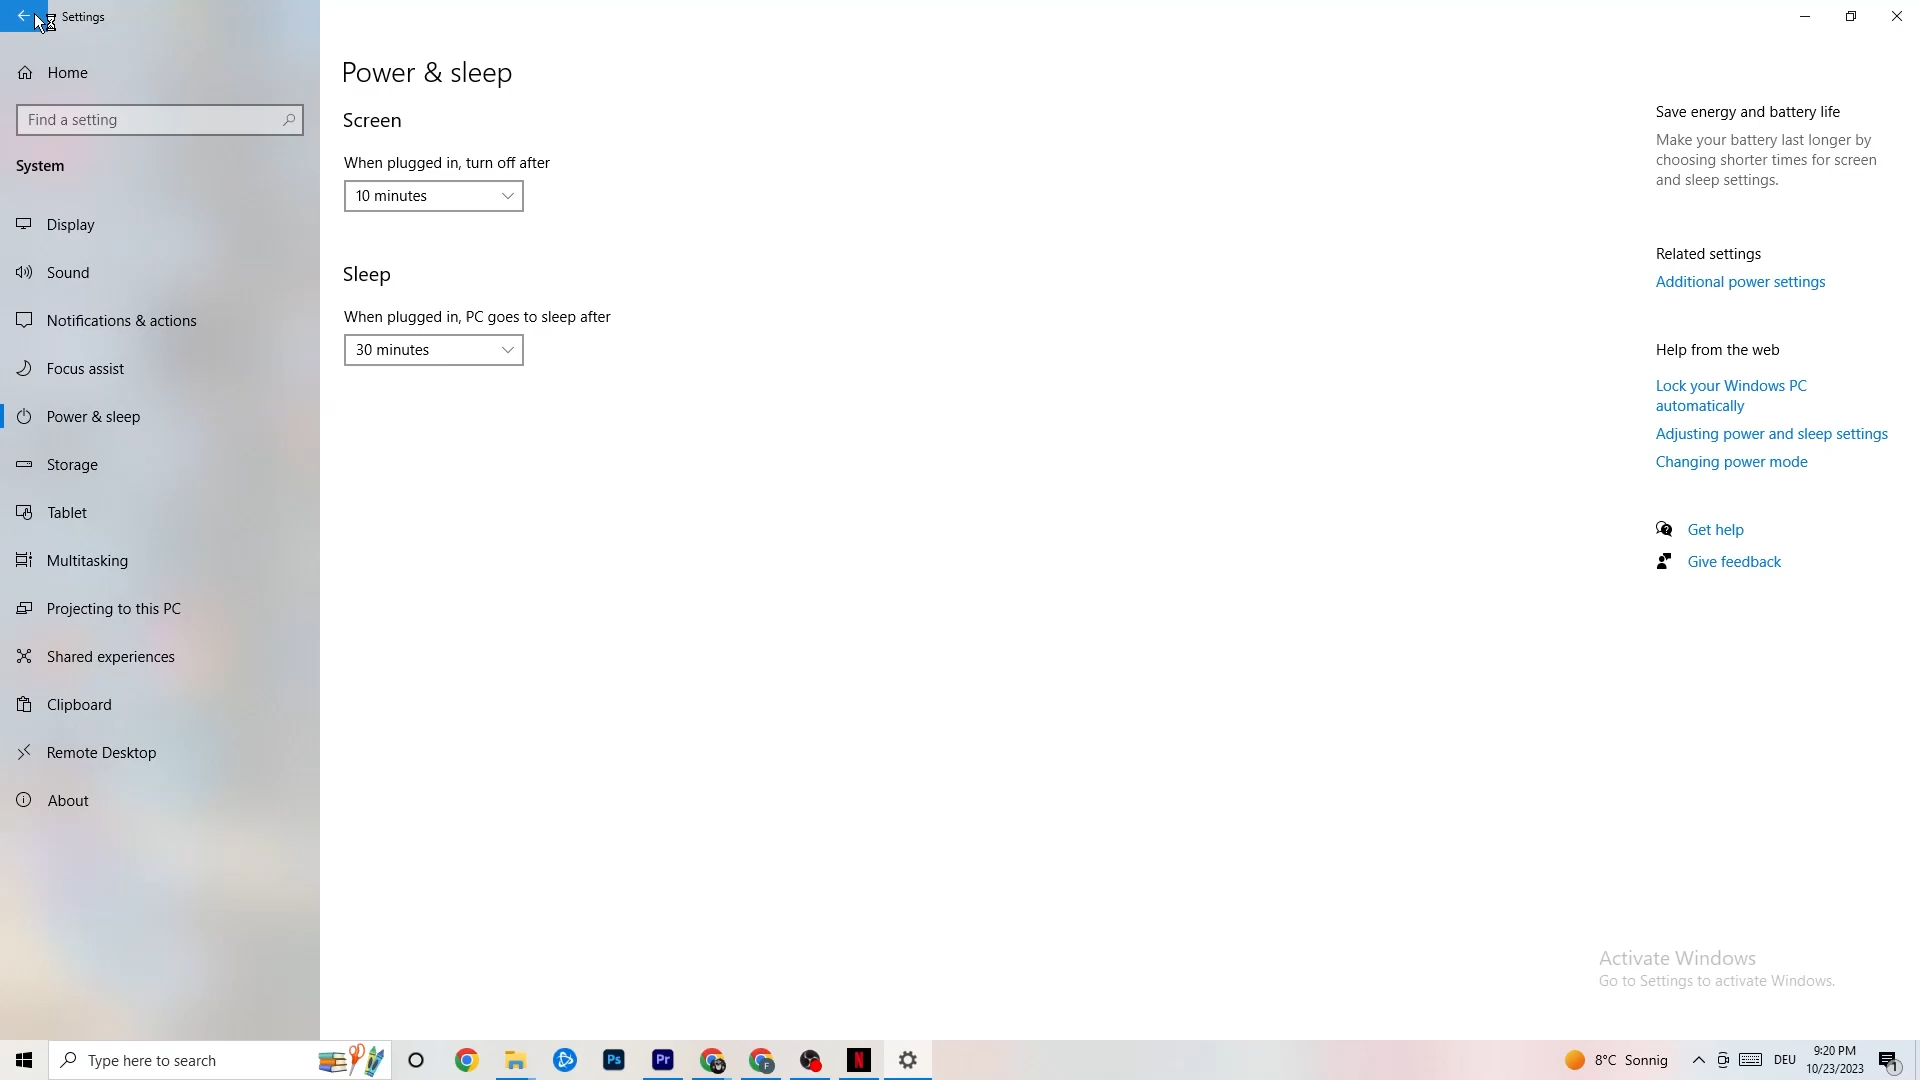 Settings
Home
Find a setting
System
Display
Sound
Notifications & actions
Focus assist
Power & sleep
Storage
Tablet
Multitasking
Projecting to this PC
Shared experiences
Clipboard
Remote Desktop
About
Power & sleep
Screen
When plugged in, turn off after
10 minutes
Sleep
When plugged in, PC goes to sleep after
30 minutes
Save energy and battery life
Make your battery last longer by
choosing shorter times for screen
and sleep settings.
Related settings
Additional power settings
Help from the web
Lock your Windows PC
automatically
Adjusting power and sleep settings
Changing power mode
Get help
Give feedback
Activate Windows
Go to Settings to activate Windows.
Type here to search
Ps
Pr
F
N
8°C Sonnig
DEU
9:20 PM
10/23/2023
1